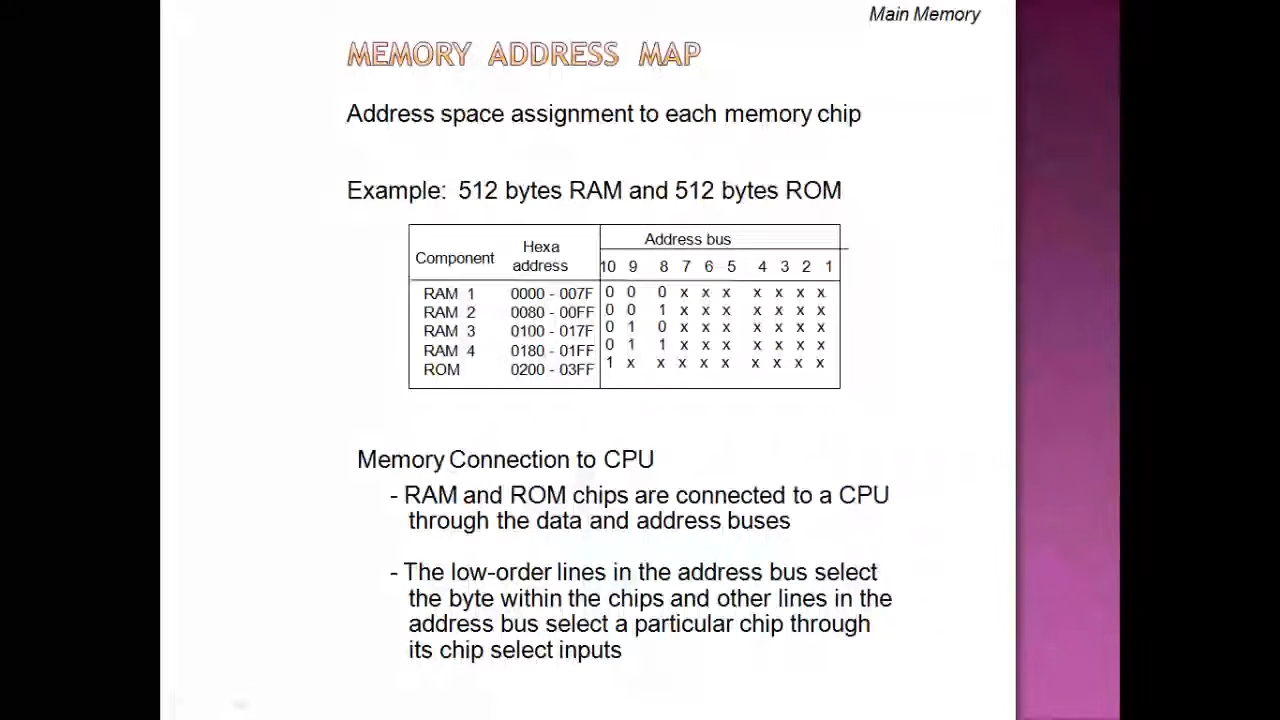 Main Memory
MEMORY ADDRESS MAP
Address space assignment to each memory chip
Example: 512 bytes RAM and 512 bytes ROM
Component Hexa address Address bus
10 9 8 7 6 5 4 3 2 1
RAM 1 0000 - 007F 0 0 0 x x x x x x x
RAM 2 0080 - 00FF 0 0 1 x x x x x x x
RAM 3 0100 - 017F 0 1 0 x x x x x x x
RAM 4 0180 - 01FF 0 1 1 x x x x x x x
ROM 0200 - 03FF 1 x x x x x x x x x
Memory Connection to CPU
- RAM and ROM chips are connected to a CPU
through the data and address buses
- The low-order lines in the address bus select
the byte within the chips and other lines in the
address bus select a particular chip through
its chip select inputs